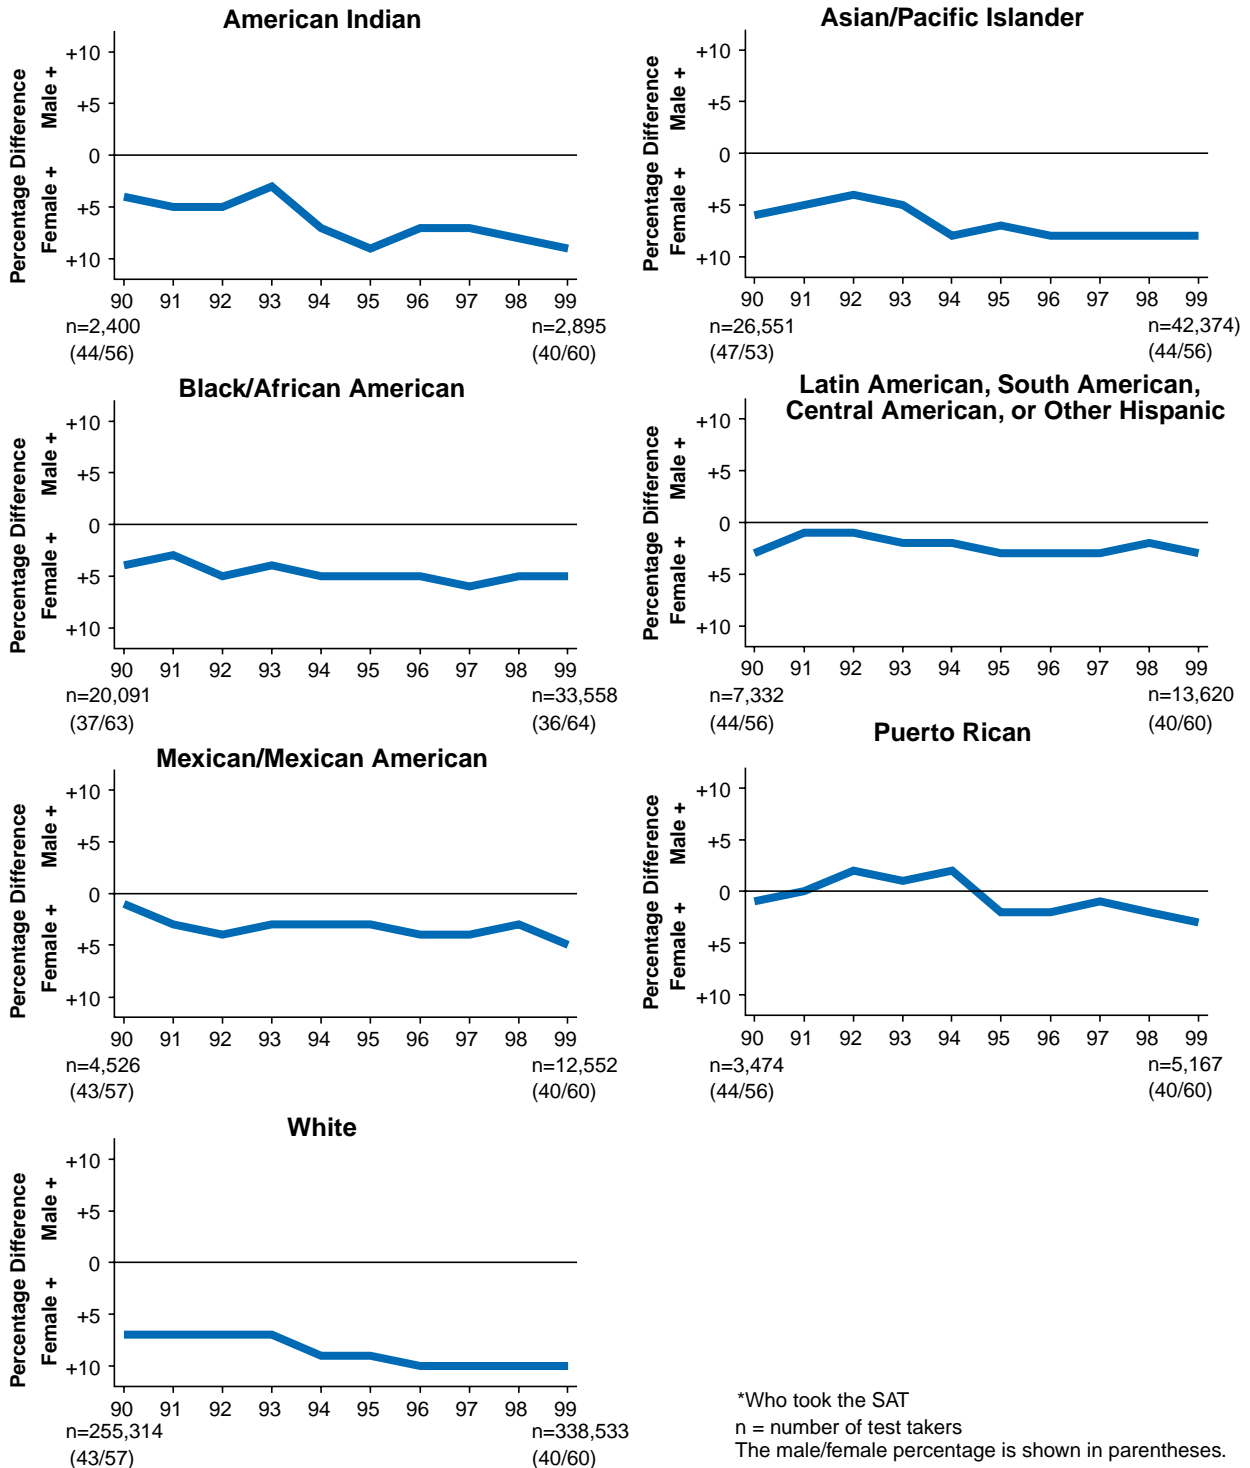 American Indian
Percentage Difference
Female + Male +
+10
+5
0
+5
+10
90 91 92 93 94 95 96 97 98 99
n=2,400 n=2,895
(44/56) (40/60)
Asian/Pacific Islander
Percentage Difference
Female + Male +
+10
+5
0
+5
+10
90 91 92 93 94 95 96 97 98 99
n=26,551 n=42,374)
(47/53) (44/56)
Black/African American
Percentage Difference
Female + Male +
+10
+5
0
+5
+10
90 91 92 93 94 95 96 97 98 99
n=20,091 n=33,558
(37/63) (36/64)
Latin American, South American,
Central American, or Other Hispanic
Percentage Difference
Female + Male +
+10
+5
0
+5
+10
90 91 92 93 94 95 96 97 98 99
n=7,332 n=13,620
(44/56) (40/60)
Mexican/Mexican American
Percentage Difference
Female + Male +
+10
+5
0
+5
+10
90 91 92 93 94 95 96 97 98 99
n=4,526 n=12,552
(43/57) (40/60)
Puerto Rican
Percentage Difference
Female + Male +
+10
+5
0
+5
+10
90 91 92 93 94 95 96 97 98 99
n=3,474 n=5,167
(44/56) (40/60)
White
Percentage Difference
Female + Male +
+10
+5
0
+5
+10
90 91 92 93 94 95 96 97 98 99
n=255,314 n=338,533
(43/57) (40/60)
*Who took the SAT
n = number of test takers
The male/female percentage is shown in parentheses.